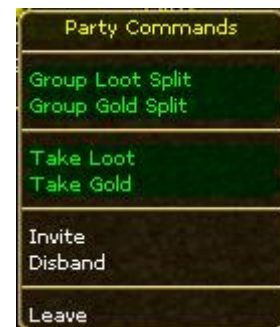 Party Commands
Group Loot Split
Group Gold Split
Take Loot
Take Gold
Invite
Disband
Leave